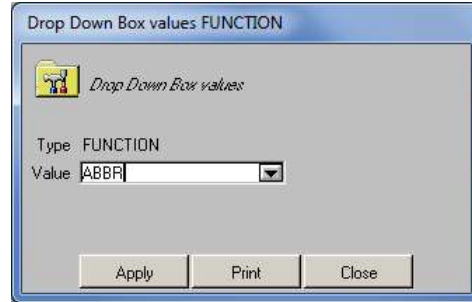 Drop Down Box values FUNCTION
Drop Down Box values
Type FUNCTION
Value ABBR
Apply Print Close